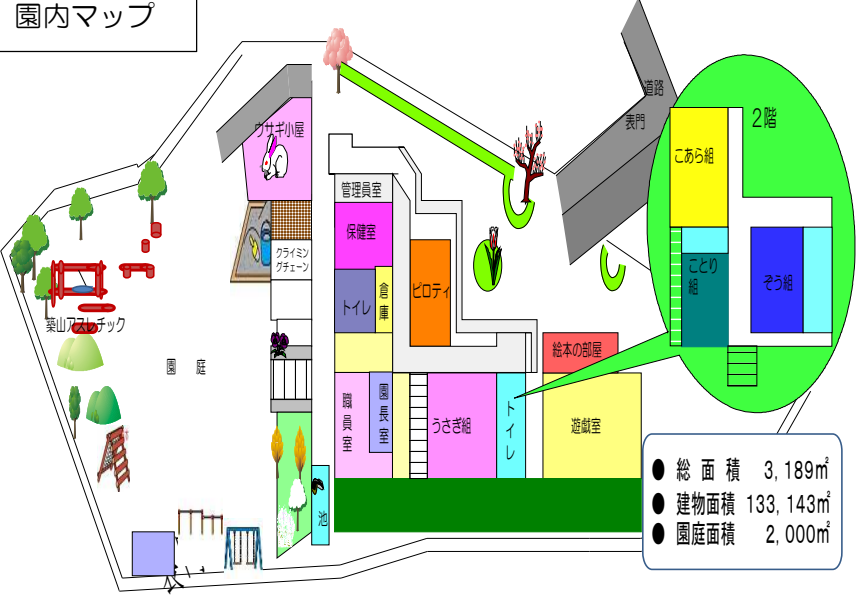 園内マップ
道路
表門
2階
ウサギ小屋
こあら組
管理員室
保健室
クライミン
グチェーン
ことり
組
ぞう組
トイレ
倉
庫
ピロティ
築山アスレチック
絵本の部屋
園 庭
職
員
室
園
長
室
うさぎ組
トイレ
遊戯室
池
● 総面積 3,189㎡
● 建物面積 133,143㎡
● 園庭面積 2,000㎡